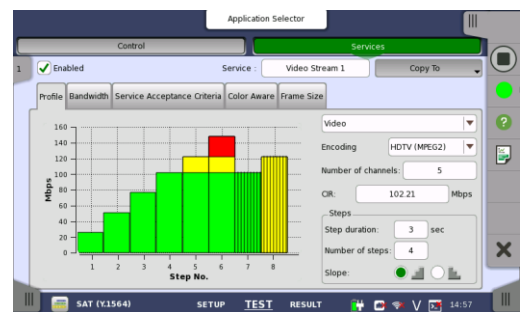 Application Selector
Control
Services
1
Enabled
Service :
Video Stream 1
Copy To
Profile
Bandwidth
Service Acceptance Criteria
Color Aware
Frame Size
160
140
120
100
80
60
40
20
0
Mbps
1 2 3 4 5 6 7 8
Step No.
Video
Encoding
HDTV (MPEG2)
Number of channels:
5
CIR:
102.21
Mbps
Steps
Step duration:
3
sec
Number of steps:
4
Slope:
SAT (Y.1564)
SETUP
TEST
RESULT
14:57